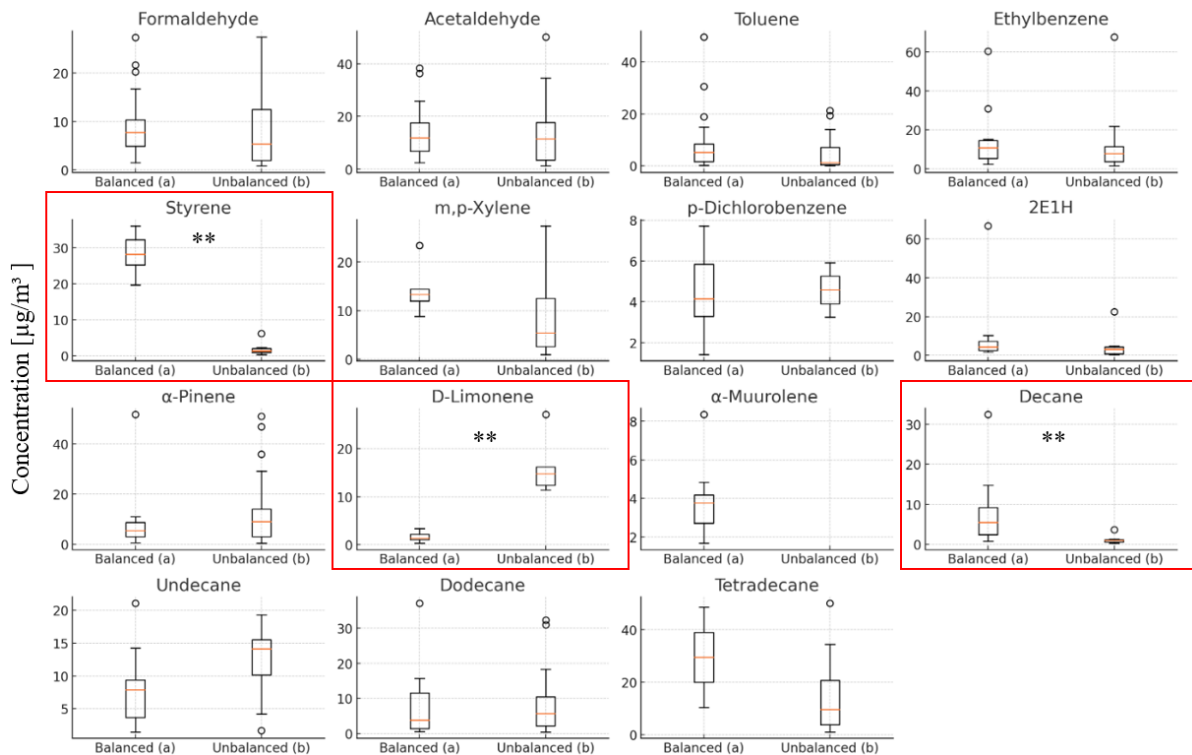 Concentration [µg/m³ ]
Formaldehyde
20
10
0
Balanced (a) Unbalanced (b)
Acetaldehyde
40
20
0
Balanced (a) Unbalanced (b)
Toluene
40
20
0
Balanced (a) Unbalanced (b)
Ethylbenzene
60
40
20
0
Balanced (a) Unbalanced (b)
Styrene
**
30
20
10
0
Balanced (a) Unbalanced (b)
m,p-Xylene
20
10
0
Balanced (a) Unbalanced (b)
p-Dichlorobenzene
8
6
4
2
Balanced (a) Unbalanced (b)
2E1H
60
40
20
0
Balanced (a) Unbalanced (b)
α-Pinene
40
20
0
Balanced (a) Unbalanced (b)
D-Limonene
**
20
10
0
Balanced (a) Unbalanced (b)
α-Muurolene
8
6
4
2
Balanced (a) Unbalanced (b)
Decane
**
30
20
10
0
Balanced (a) Unbalanced (b)
Undecane
20
15
10
5
Balanced (a) Unbalanced (b)
Dodecane
30
20
10
0
Balanced (a) Unbalanced (b)
Tetradecane
40
20
0
Balanced (a) Unbalanced (b)